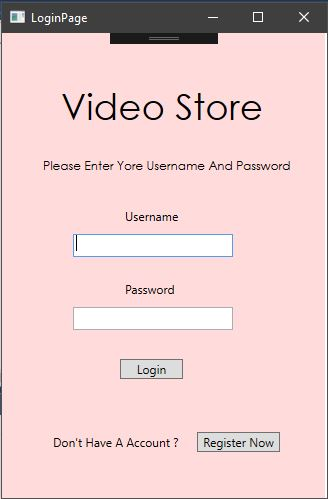 LoginPage
Video Store
Please Enter Yore Username And Password
Username
Password
Login
Don't Have A Account ? Register Now